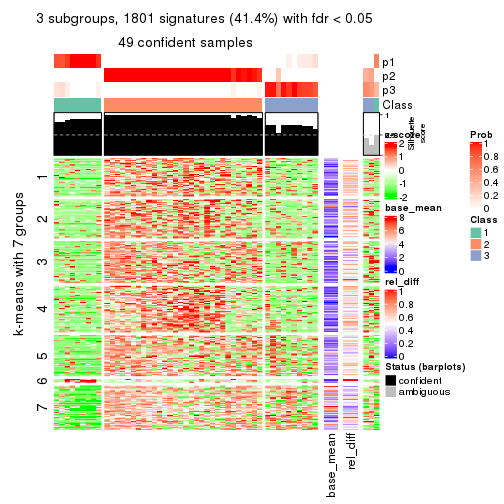 3 subgroups, 1801 signatures (41.4%) with fdr < 0.05
49 confident samples
p1
p2
p3
Class
1
Silhouette
score
k-means with 7 groups
1
2
3
4
5
6
7
base_mean
rel_diff
z-score
2
1
0
-1
-2
base_mean
8
6
4
2
0
rel_diff
1
0.8
0.6
0.4
0.2
0
Status (barplots)
confident
ambiguous
Prob
1
0.8
0.6
0.4
0.2
0
Class
1
2
3